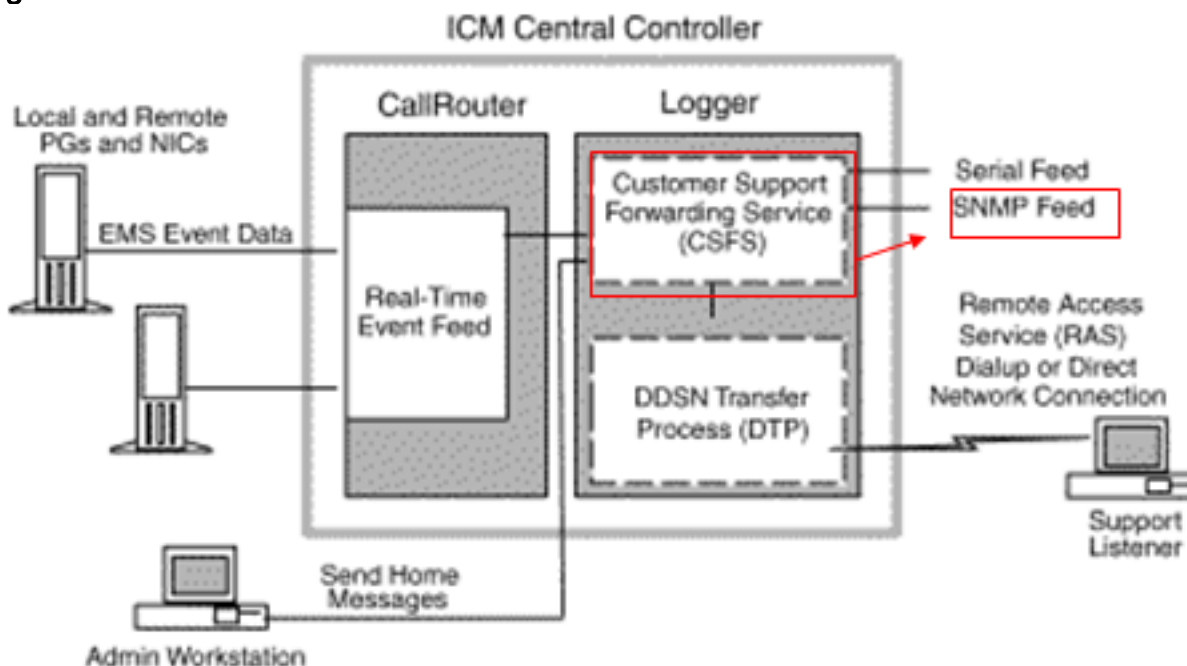 ICM Central Controller
CallRouter
Logger
Local and Remote
PGs and NICs
EMS Event Data
Real-Time
Event Feed
Customer Support
Forwarding Service
(CSFS)
Serial Feed
SNMP Feed
DDSN Transfer
Process (DTP)
Remote Access
Service (RAS)
Dialup or Direct
Network Connection
Support
Listener
Send Home
Messages
Admin Workstation